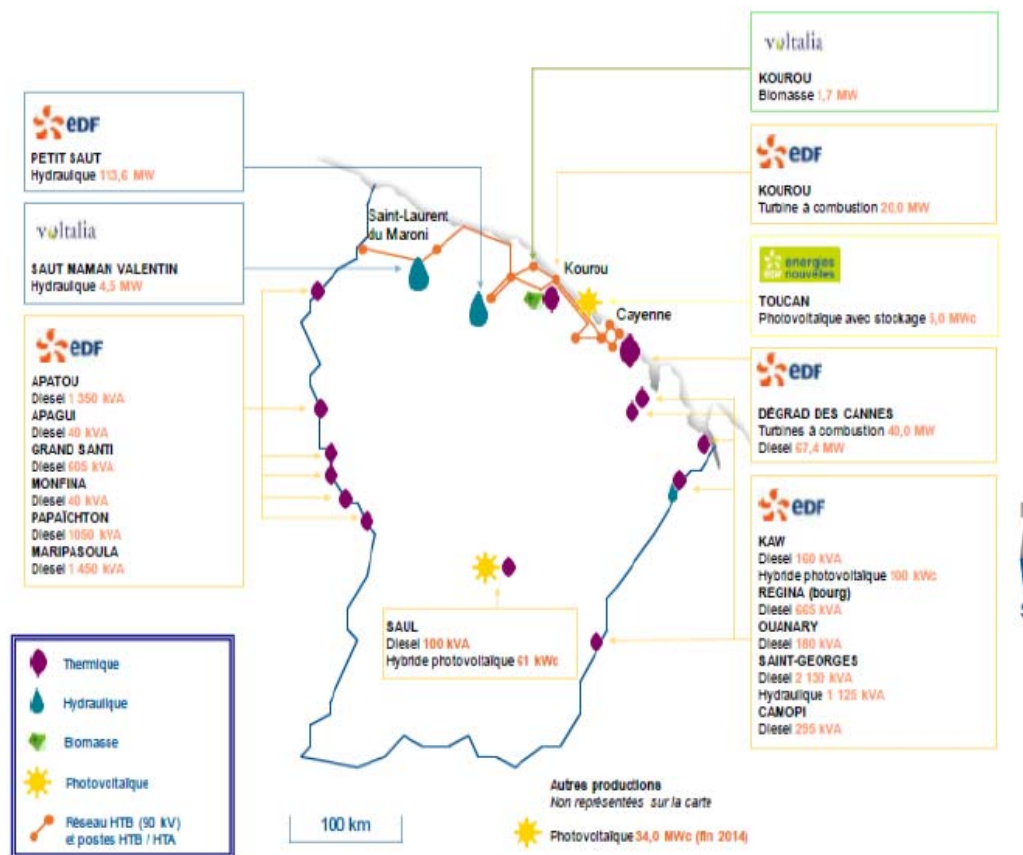 voltalia
KOUROU
Biomasse 1,7 MW
eDF
PETIT SAUT
Hydraulique 113,6 MW
eDF
KOUROU
Turbine à combustion 20,0 MW
voltalia
SAUT MAMAN VALENTIN
Hydraulique 4,5 MW
Saint-Laurent
du Maroni
Kourou
Cayenne
eDF energies
nouvelles
TOUCAN
Photovoltaïque avec stockage 5,0 MWc
eDF
APATOU
Diesel 1 350 kVA
APAGUI
Diesel 40 kVA
GRAND SANTI
Diesel 605 kVA
MONFINA
Diesel 40 kVA
PAPAÏCHTON
Diesel 1050 kVA
MARIPASOULA
Diesel 1 450 kVA
eDF
DÉGRAD DES CANNES
Turbines à combustion 40,0 MW
Diesel 67,4 MW
eDF
KAW
Diesel 160 kVA
Hybride photovoltaïque 100 kWc
REGINA (bourg)
Diesel 665 kVA
OUANARY
Diesel 180 kVA
SAINT-GEORGES
Diesel 2 130 kVA
Hydraulique 1 125 kVA
CAMOPI
Diesel 295 kVA
SAUL
Diesel 100 kVA
Hybride photovoltaïque 61 kWc
Thermique
Hydraulique
Biomasse
Photovoltaïque
Réseau HTB (90 kV)
et postes HTB / HTA
100 km
Autres productions
Non représentées sur la carte
Photovoltaïque 34,0 MWc (fin 2014)